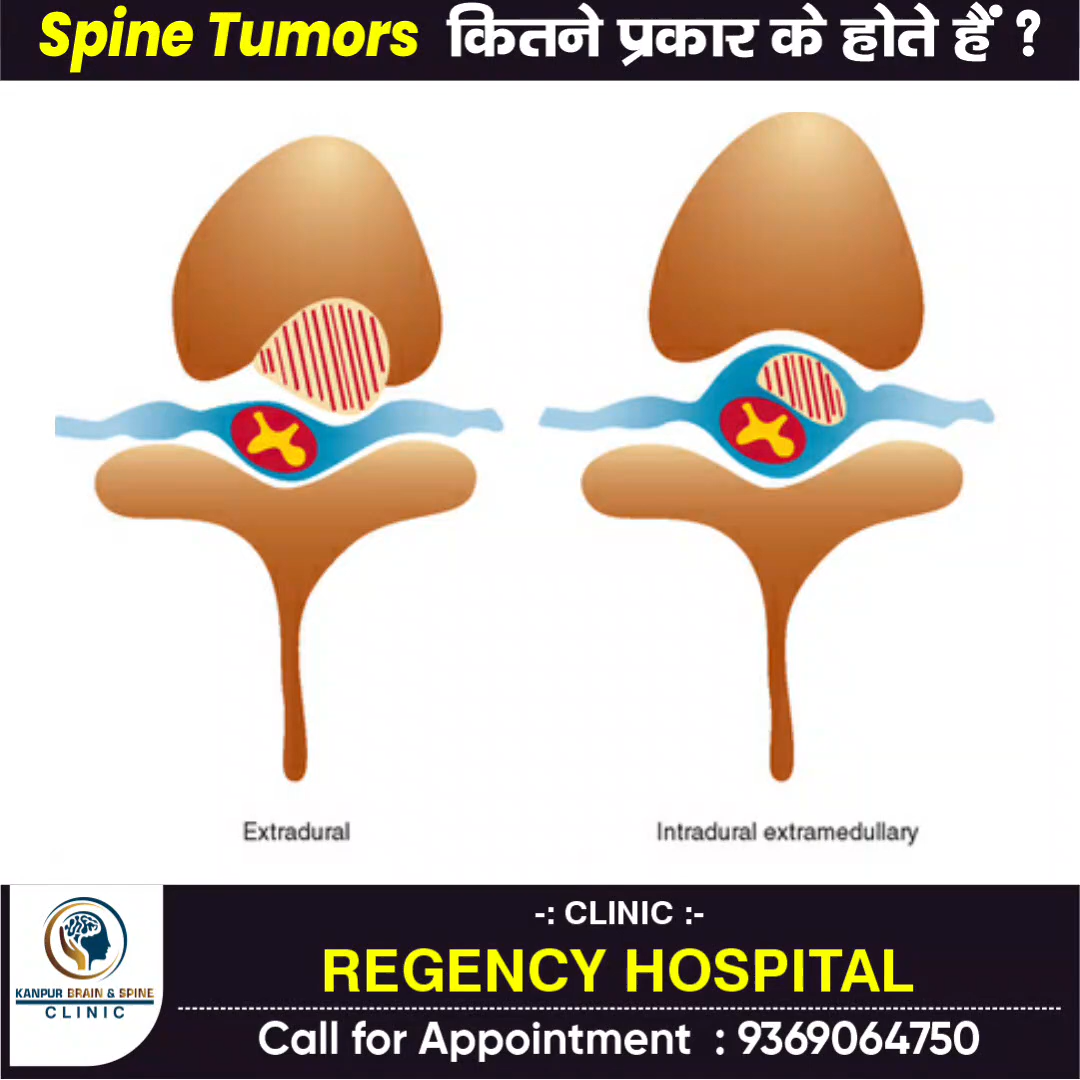 Spine Tumors कितने प्रकार के होते हैं ?
Extradural
Intradural extramedullary
-: CLINIC :-
REGENCY HOSPITAL
Call for Appointment : 9369064750
KANPUR BRAIN & SPINE
CLINIC